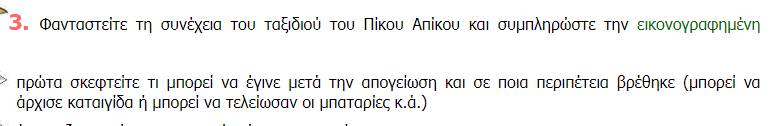 3. Φανταστείτε τη συνέχεια του ταξιδιού του Πίκου Απίκου και συμπληρώστε την εικονογραφημένη
πρώτα σκεφτείτε τι μπορεί να έγινε μετά την απογείωση και σε ποια περιπέτεια βρέθηκε (μπορεί να
άρχισε καταιγίδα ή μπορεί να τελείωσαν οι μπαταρίες κ.ά.)